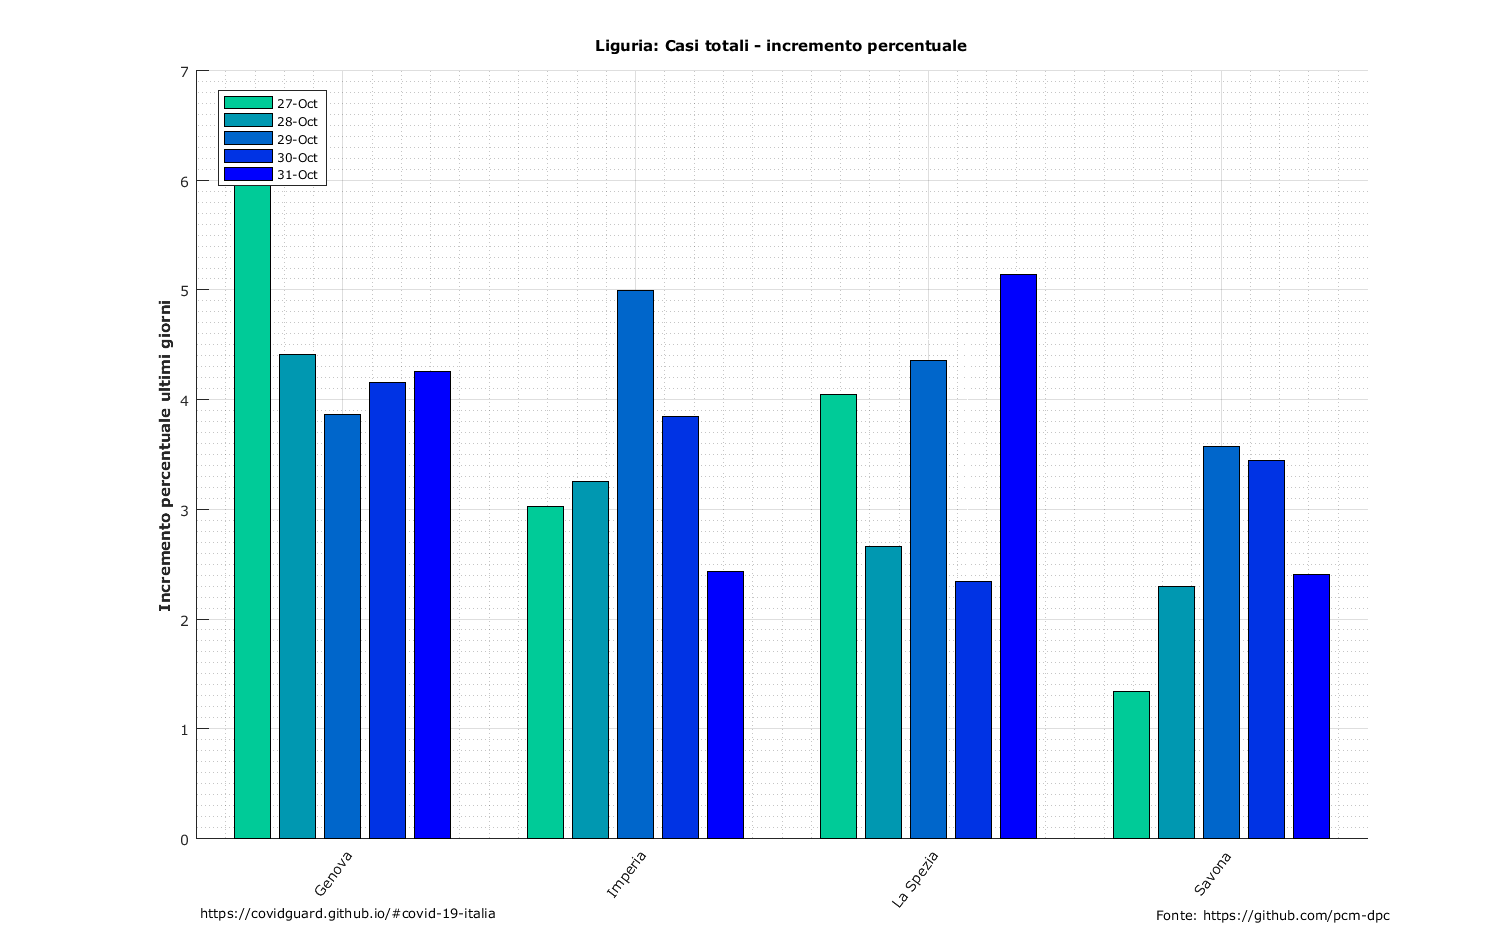 Liguria: Casi totali - incremento percentuale
7
6
5
4
3
2
1
0
Incremento percentuale ultimi giorni
27-Oct
28-Oct
29-Oct
30-Oct
31-Oct
Genova
Imperia
La Spezia
Savona
https://covidguard.github.io/#covid-19-italia
Fonte: https://github.com/pcm-dpc